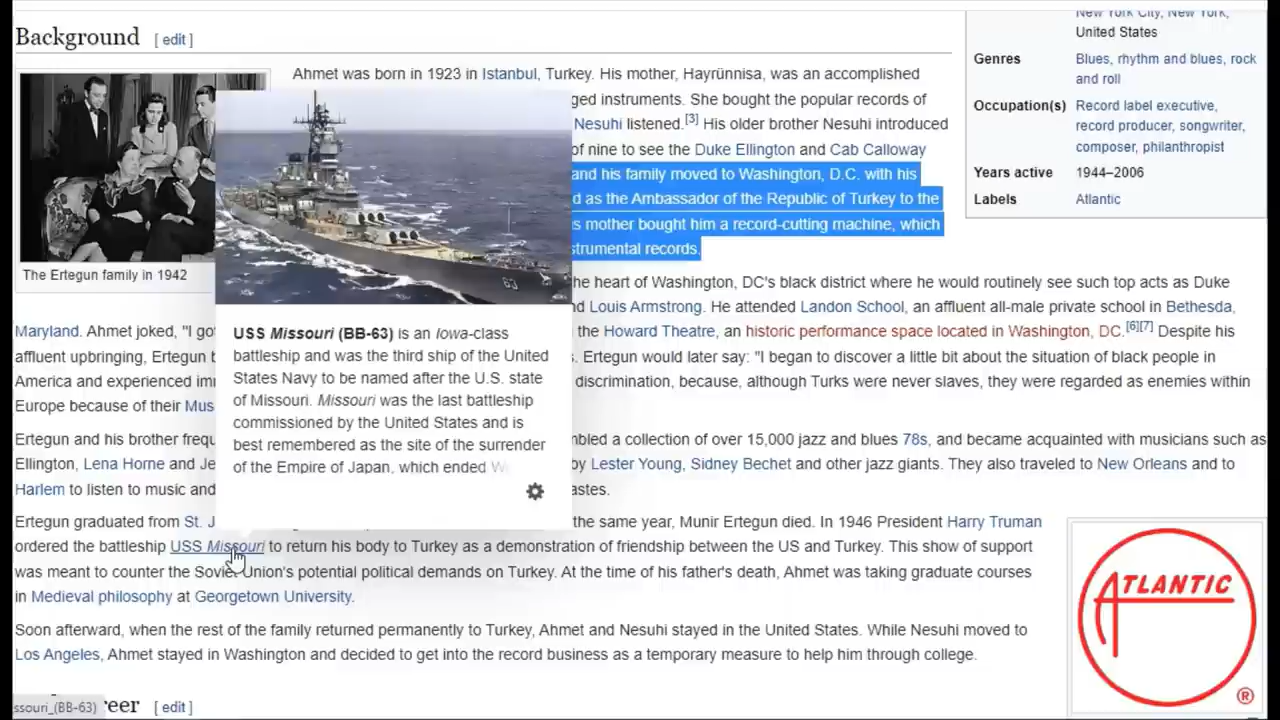 Background [ edit ]
New York City, New York,
United States
Genres Blues, rhythm and blues, rock
and roll
Occupation(s) Record label executive,
record producer, songwriter,
composer, philanthropist
Years active 1944–2006
Labels Atlantic
The Ertegun family in 1942
Ahmet was born in 1923 in Istanbul, Turkey. His mother, Hayrünnisa, was an accomplished
ged instruments. She bought the popular records of
Nesuhi listened.[3] His older brother Nesuhi introduced
of nine to see the Duke Ellington and Cab Calloway
and his family moved to Washington, D.C. with his
d as the Ambassador of the Republic of Turkey to the
s mother bought him a record-cutting machine, which
strumental records.
the heart of Washington, DC's black district where he would routinely see such top acts as Duke
nd Louis Armstrong. He attended Landon School, an affluent all-male private school in Bethesda,
Maryland. Ahmet joked, "I go the Howard Theatre, an historic performance space located in Washington, DC.[6][7] Despite his
affluent upbringing, Ertegun b . Ertegun would later say: "I began to discover a little bit about the situation of black people in
America and experienced im discrimination, because, although Turks were never slaves, they were regarded as enemies within
Europe because of their Mus
Ertegun and his brother frequ mbled a collection of over 15,000 jazz and blues 78s, and became acquainted with musicians such as
Ellington, Lena Horne and Je by Lester Young, Sidney Bechet and other jazz giants. They also traveled to New Orleans and to
Harlem to listen to music and astes.
Ertegun graduated from St. J the same year, Munir Ertegun died. In 1946 President Harry Truman
ordered the battleship USS Missouri to return his body to Turkey as a demonstration of friendship between the US and Turkey. This show of support
was meant to counter the Soviet Union's potential political demands on Turkey. At the time of his father's death, Ahmet was taking graduate courses
in Medieval philosophy at Georgetown University.
Soon afterward, when the rest of the family returned permanently to Turkey, Ahmet and Nesuhi stayed in the United States. While Nesuhi moved to
Los Angeles, Ahmet stayed in Washington and decided to get into the record business as a temporary measure to help him through college.
USS Missouri (BB-63) is an Iowa-class
battleship and was the third ship of the United
States Navy to be named after the U.S. state
of Missouri. Missouri was the last battleship
commissioned by the United States and is
best remembered as the site of the surrender
of the Empire of Japan, which ended W
63
ATLANTIC
®
ssouri_(BB-63)
reer [ edit ]